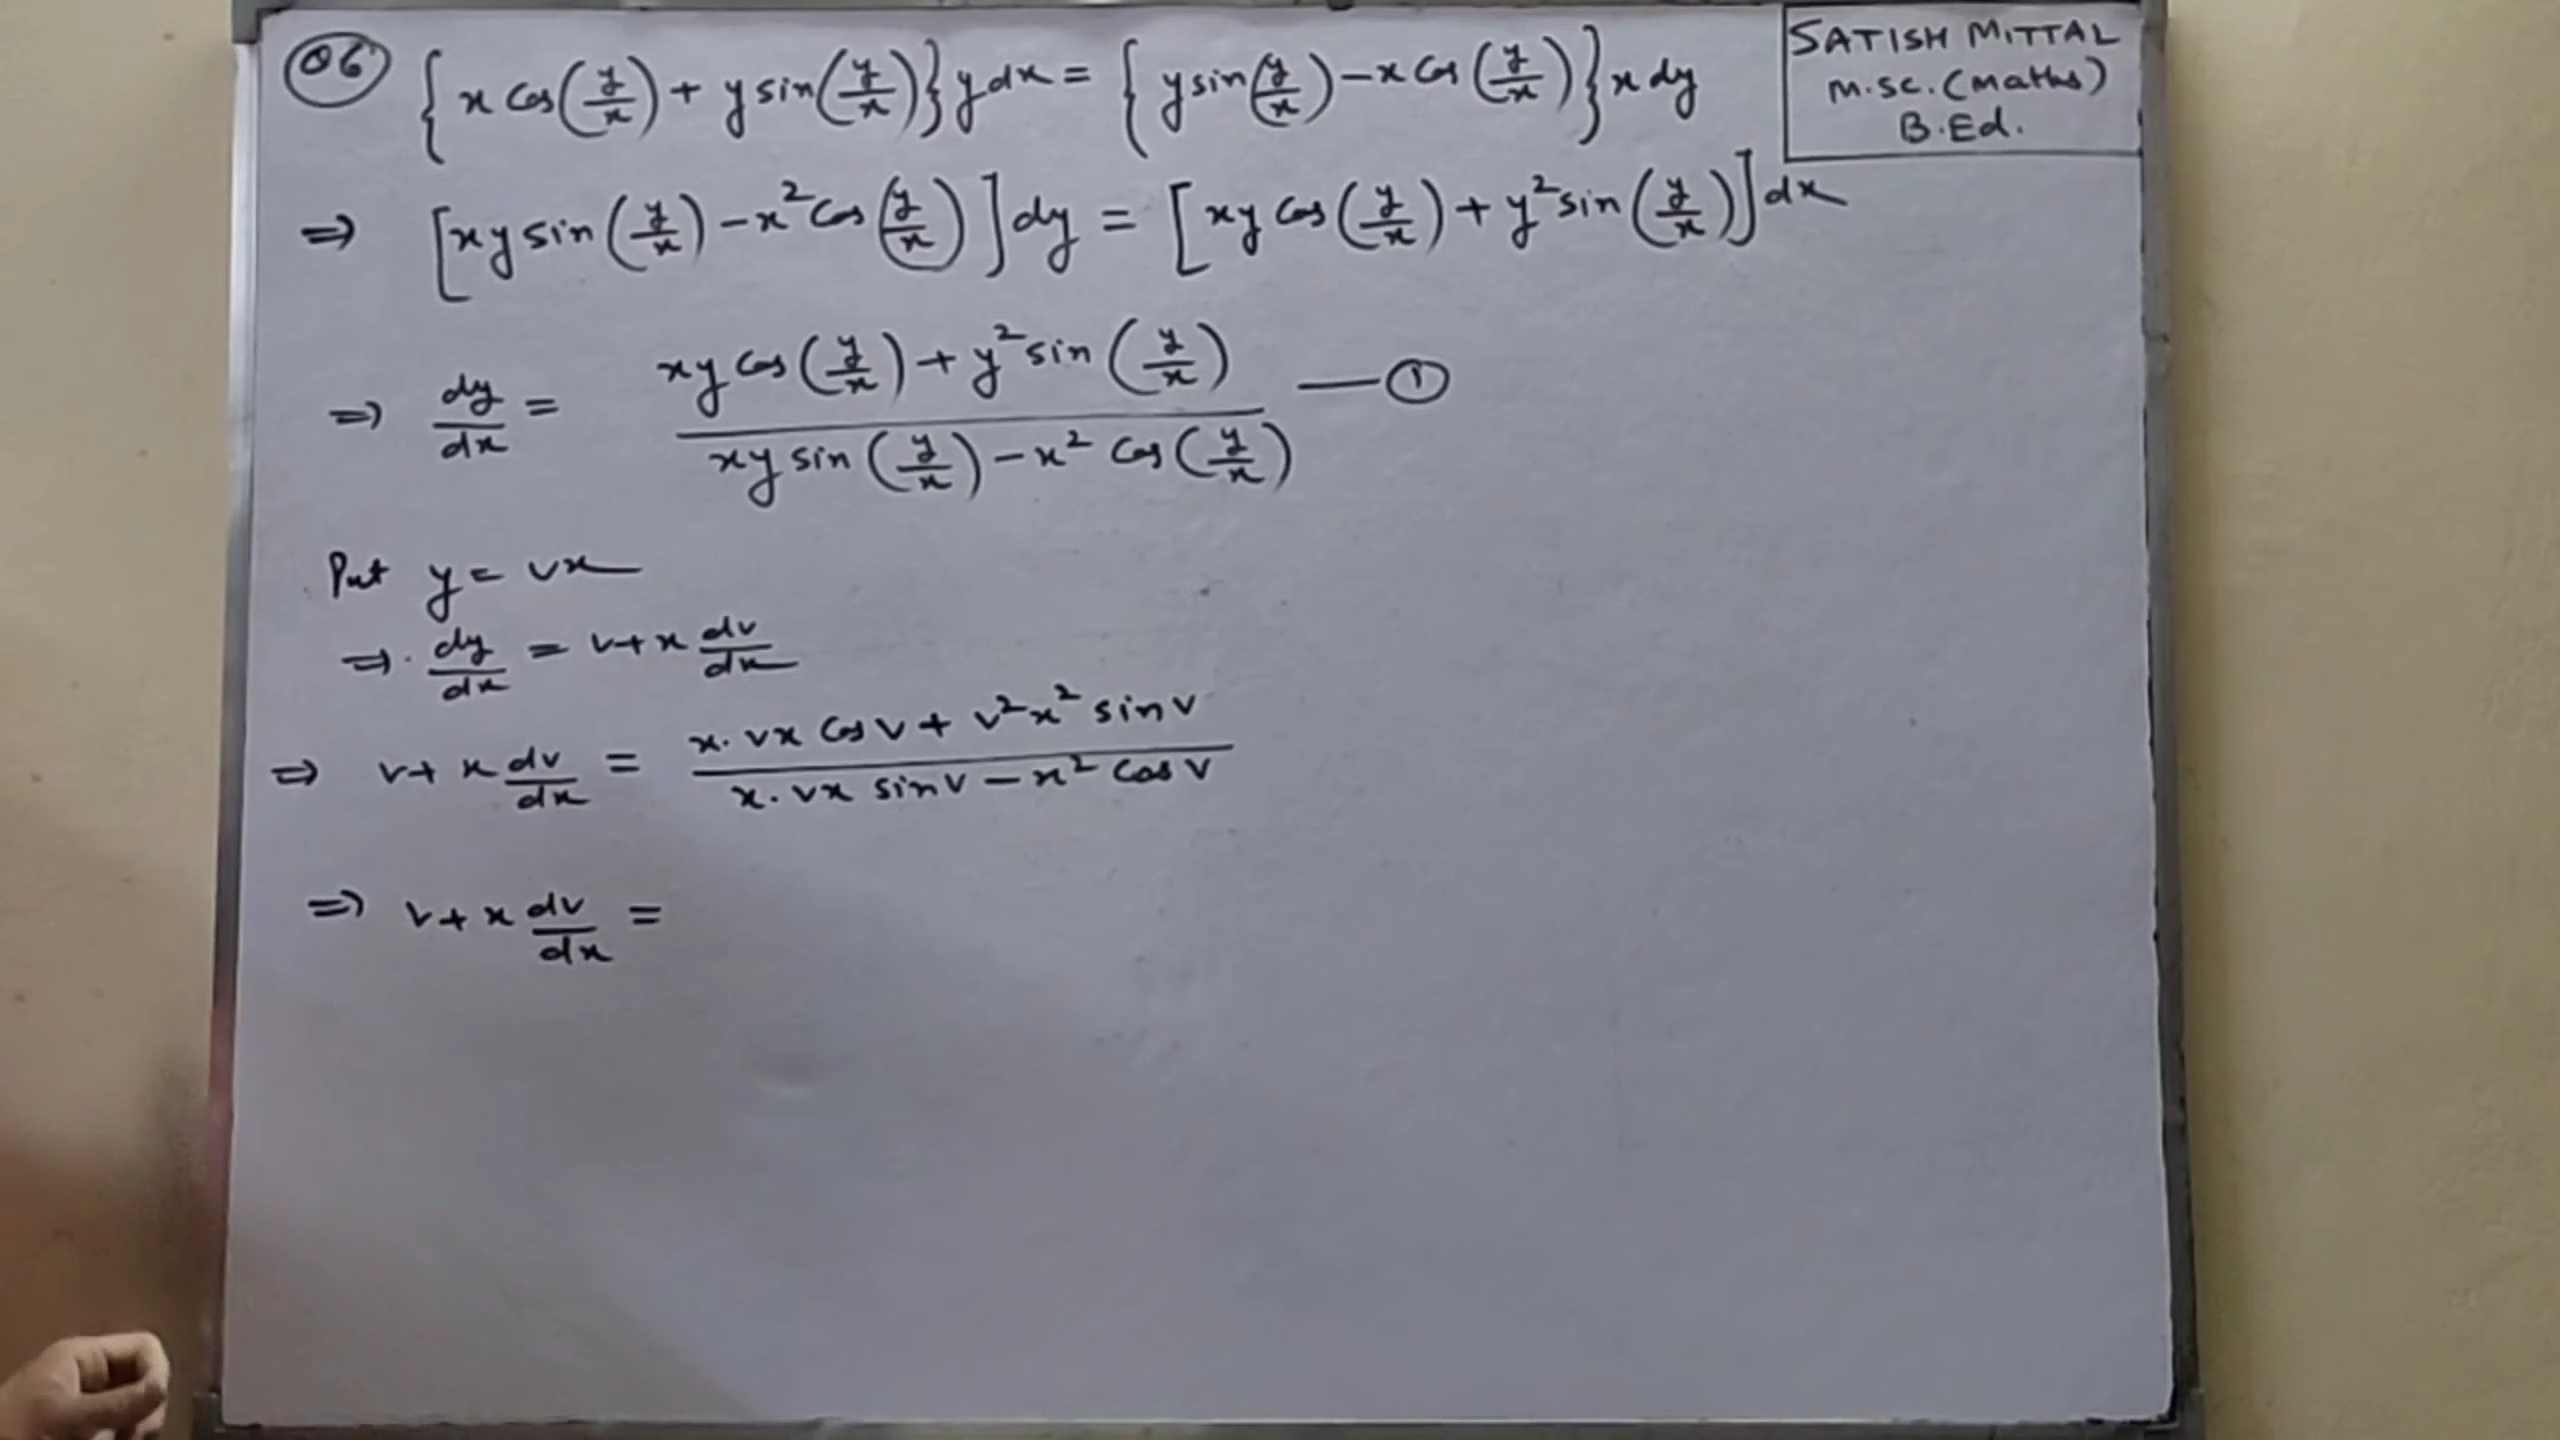 06 {x cos(y/x) + y sin(y/x)} y dx = {y sin(y/x) - x cos(y/x)} x dy
SATISH MITTAL
M.SC. (Maths)
B.Ed.
⇒ [xy sin(y/x) - x² cos(y/x)] dy = [xy cos(y/x) + y² sin(y/x)] dx
⇒ dy/dx = (xy cos(y/x) + y² sin(y/x)) / (xy sin(y/x) - x² cos(y/x)) — ①
Put y = vx
⇒ dy/dx = v + x dv/dx
⇒ v + x dv/dx = (x. vx cos v + v²x² sin v) / (x. vx sin v - x² cos v)
⇒ v + x dv/dx =